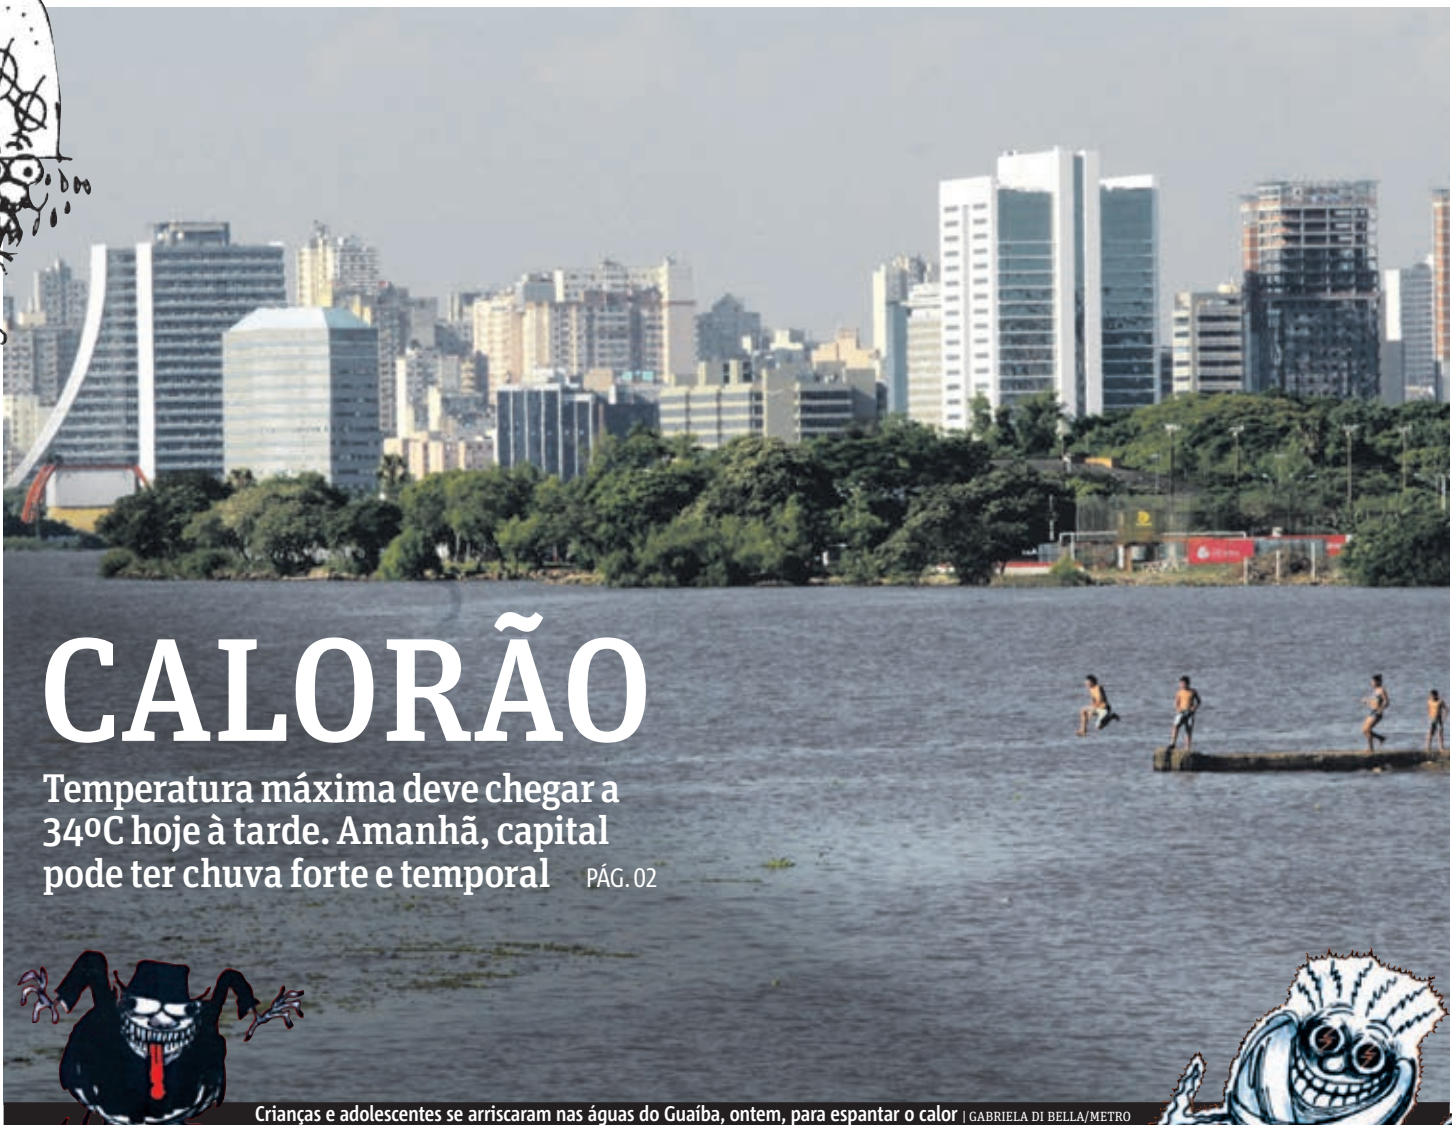 CALORÃO
Temperatura máxima deve chegar a
34ºC hoje à tarde. Amanhã, capital
pode ter chuva forte e temporal PÁG. 02
Crianças e adolescentes se arriscaram nas águas do Guaíba, ontem, para espantar o calor | GABRIELA DI BELLA/METRO